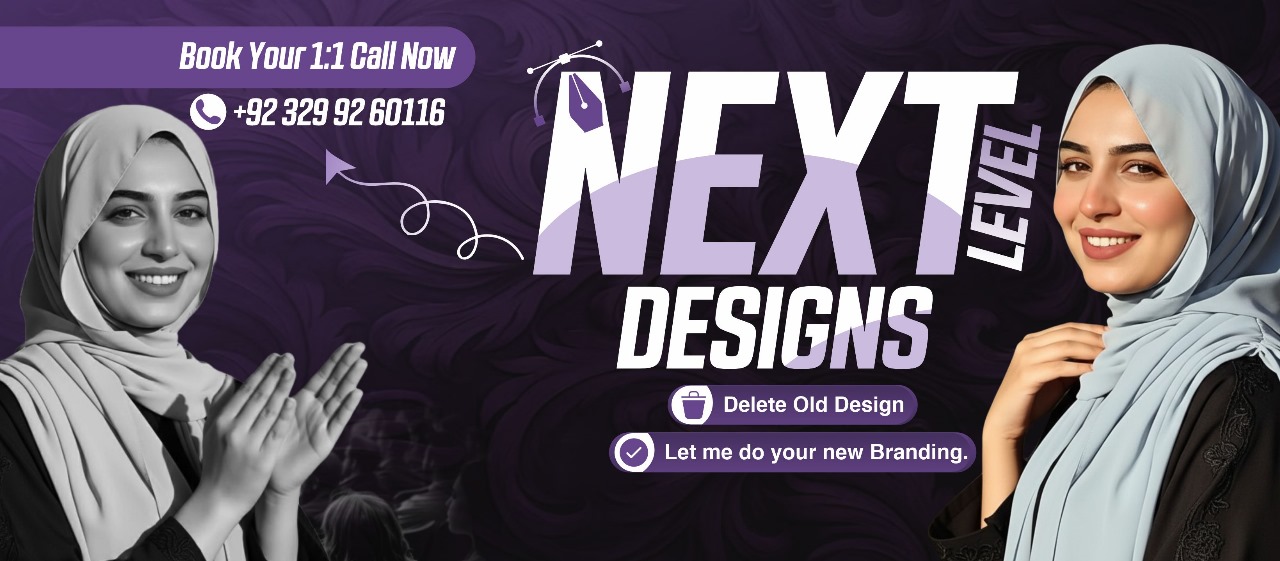 Book Your 1:1 Call Now
+92 329 92 60116
NEXT
LEVEL
DESIGNS
Delete Old Design
Let me do your new Branding.